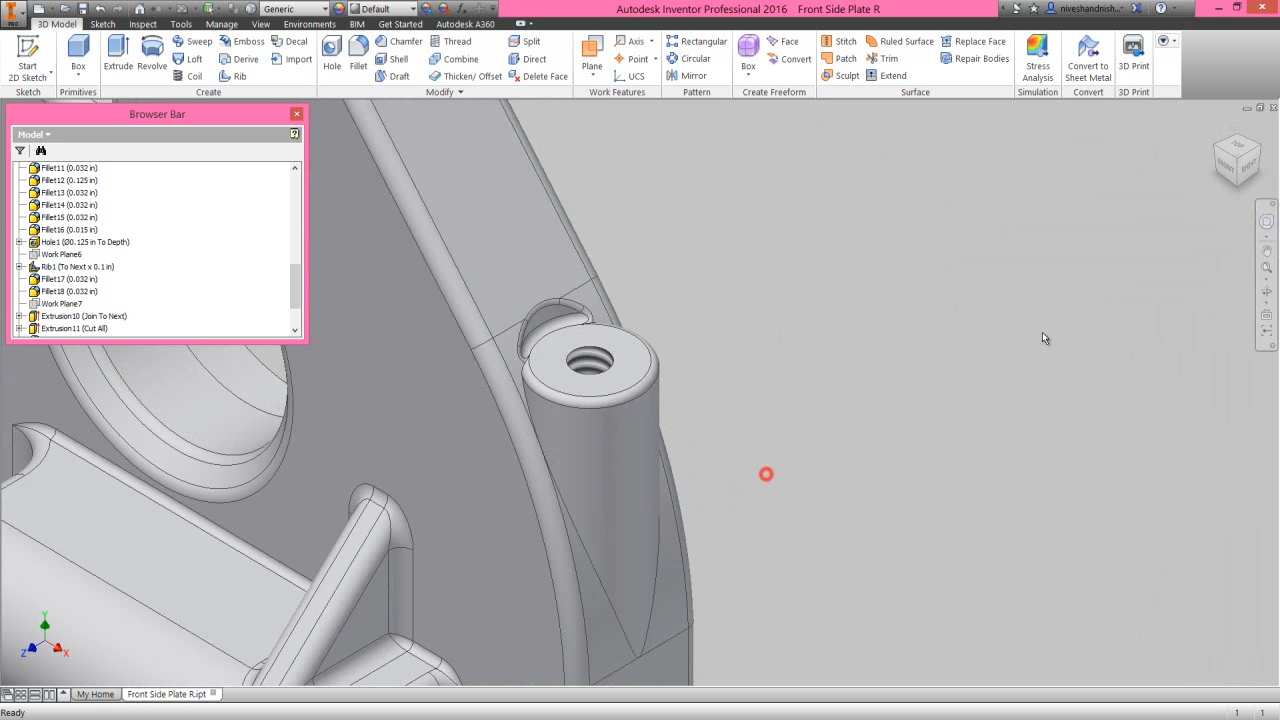 Generic
Default
Autodesk Inventor Professional 2016 Front Side Plate R
niveshandnish...
PRO
3D Model Sketch Inspect Tools Manage View Environments BIM Get Started Autodesk A360
Start 2D Sketch
Box
Extrude Revolve
Sweep Emboss Decal
Loft Derive Import
Coil Rib
Hole Fillet
Chamfer Thread Split
Shell Combine Direct
Draft Thicken/ Offset Delete Face
Plane
Axis
Point
UCS
Rectangular
Circular
Mirror
Box
Face
Convert
Stitch Ruled Surface Replace Face
Patch Trim Repair Bodies
Sculpt Extend
Stress Analysis
Convert to Sheet Metal
3D Print
Sketch Primitives Create Modify Work Features Pattern Create Freeform Surface Simulation Convert 3D Print
Browser Bar
Model
Fillet11 (0.032 in)
Fillet12 (0.125 in)
Fillet13 (0.032 in)
Fillet14 (0.032 in)
Fillet15 (0.032 in)
Fillet16 (0.015 in)
Hole1 (Ø0.125 in To Depth)
Work Plane6
Rib1 (To Next x 0.1 in)
Fillet17 (0.032 in)
Fillet18 (0.032 in)
Work Plane7
Extrusion10 (Join To Next)
Extrusion11 (Cut All)
TOP
FRONT
RIGHT
Y
Z
X
My Home Front Side Plate R.ipt
Ready
1 1